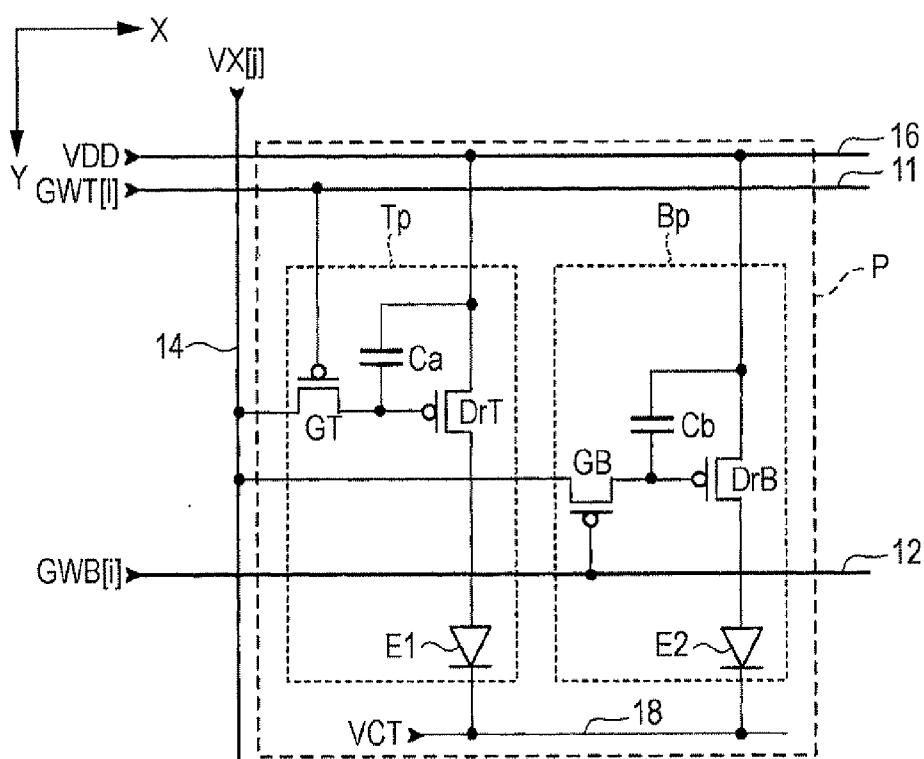 X
VX[j]
Y
VDD
16
GWT[i]
11
Tp
Bp
P
14
Ca
GT
DrT
Cb
GB
DrB
GWB[i]
12
E1
E2
VCT
18